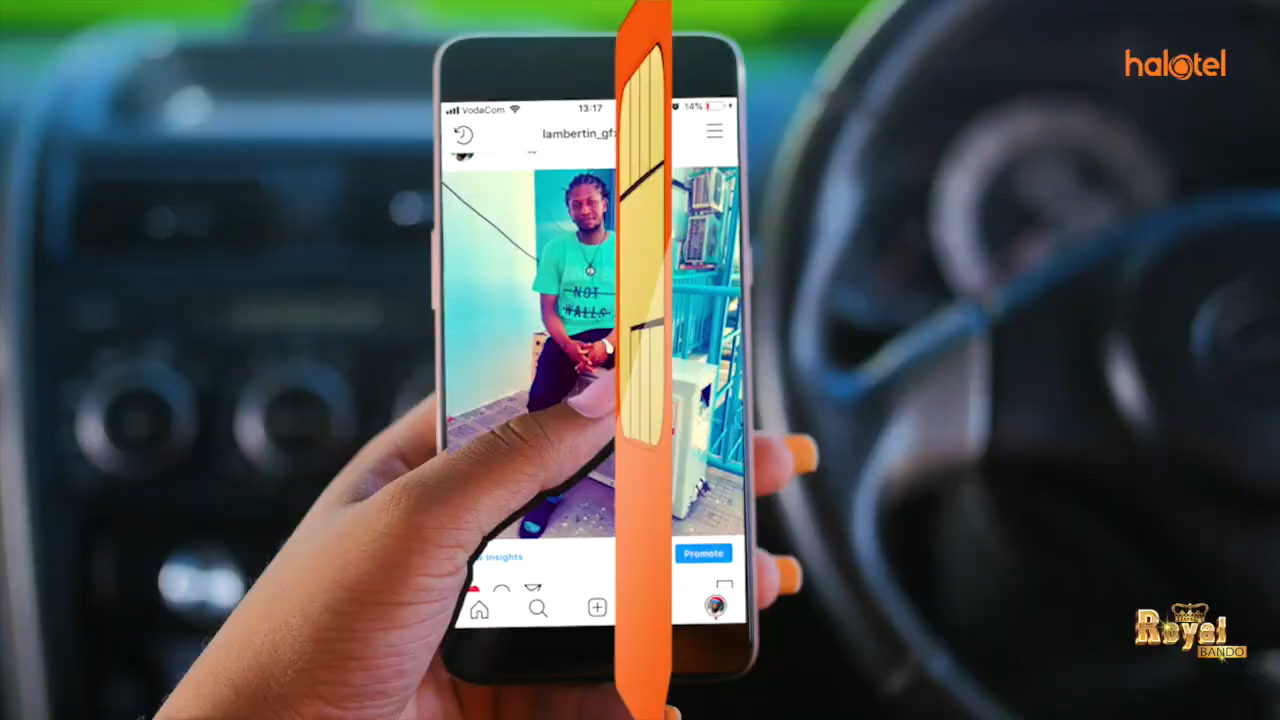 halotel
VodaCom
13:17
14%
lambertin_gf
NOT
WALLS
insights
Promote
Royal
BANDO